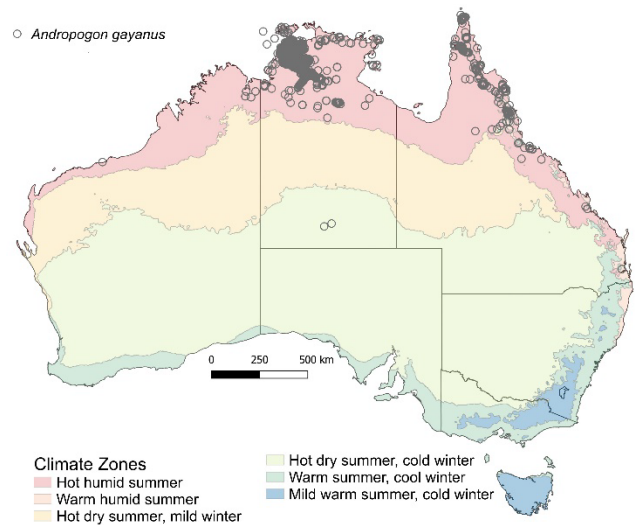 Andropogon gayanus
0 250 500 km
Climate Zones
Hot humid summer
Warm humid summer
Hot dry summer, mild winter
Hot dry summer, cold winter
Warm summer, cool winter
Mild warm summer, cold winter